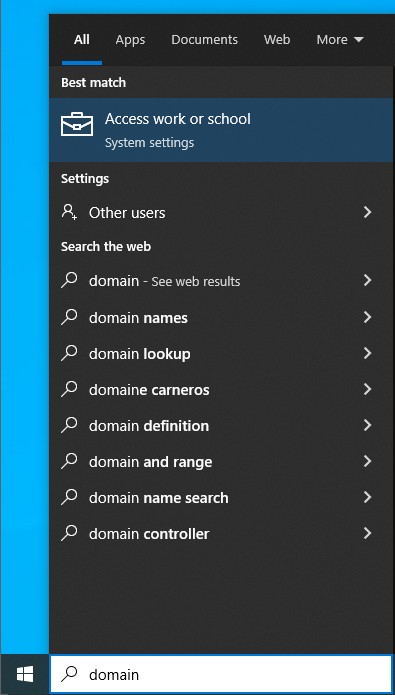 All Apps Documents Web More
Best match
Access work or school
System settings
Settings
Other users
Search the web
domain - See web results
domain names
domain lookup
domaine carneros
domain definition
domain and range
domain name search
domain controller
domain